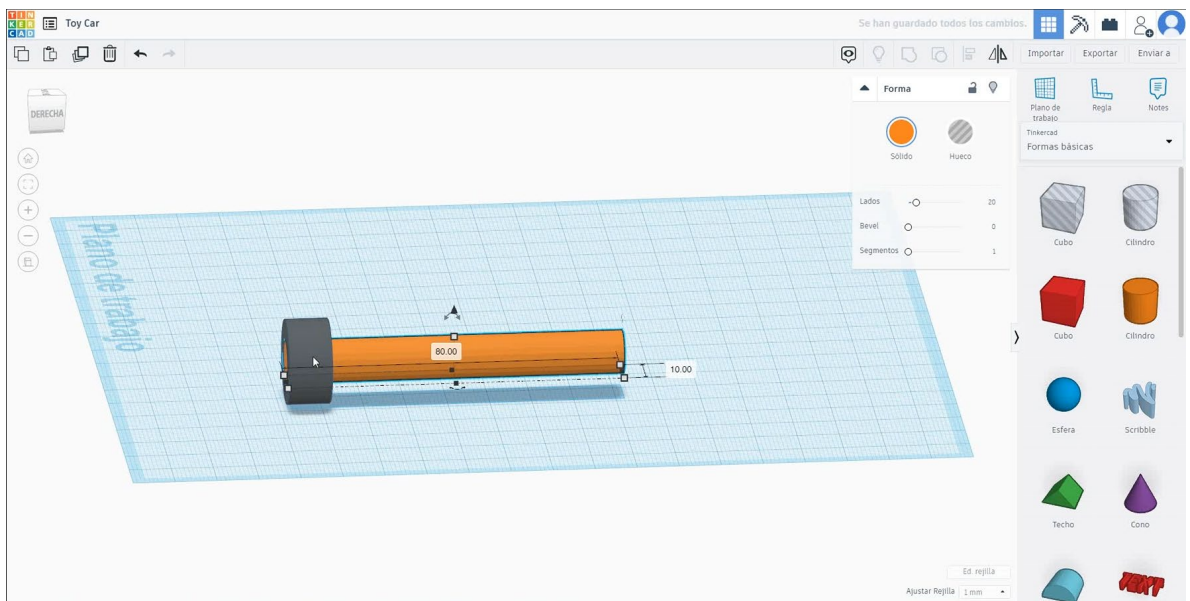 TIN
KER
CAD
Toy Car
Se han guardado todos los cambios.
Importar
Exportar
Enviar a
DERECHA
Forma
Plano de trabajo
Regla
Notes
Sólido
Hueco
Tinkercad
Formas básicas
Lados
20
Bevel
0
Segmentos
1
Cubo
Cilindro
Plano de trabajo
Cubo
Cilindro
80.00
10.00
Esfera
Scribble
Techo
Cono
TEXT
Ed. rejilla
Ajustar Rejilla
1 mm